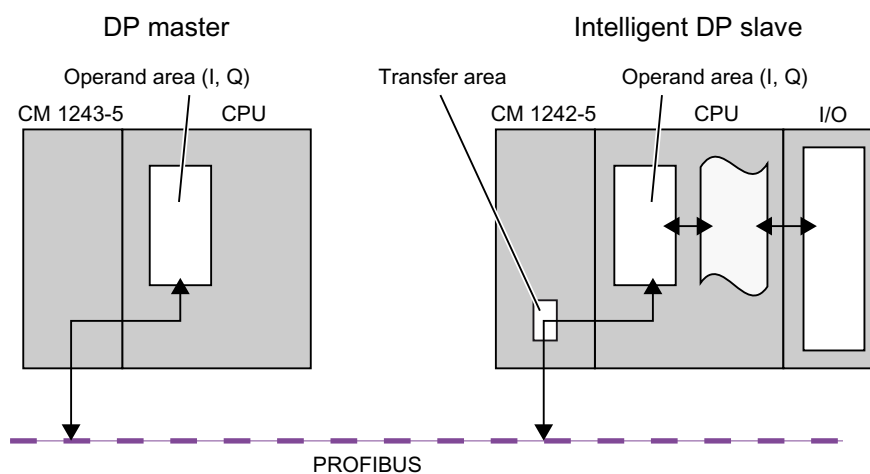 DP master
Intelligent DP slave
Operand area (I, Q)
Transfer area
Operand area (I, Q)
CM 1243-5
CPU
CM 1242-5
CPU
I/O
PROFIBUS